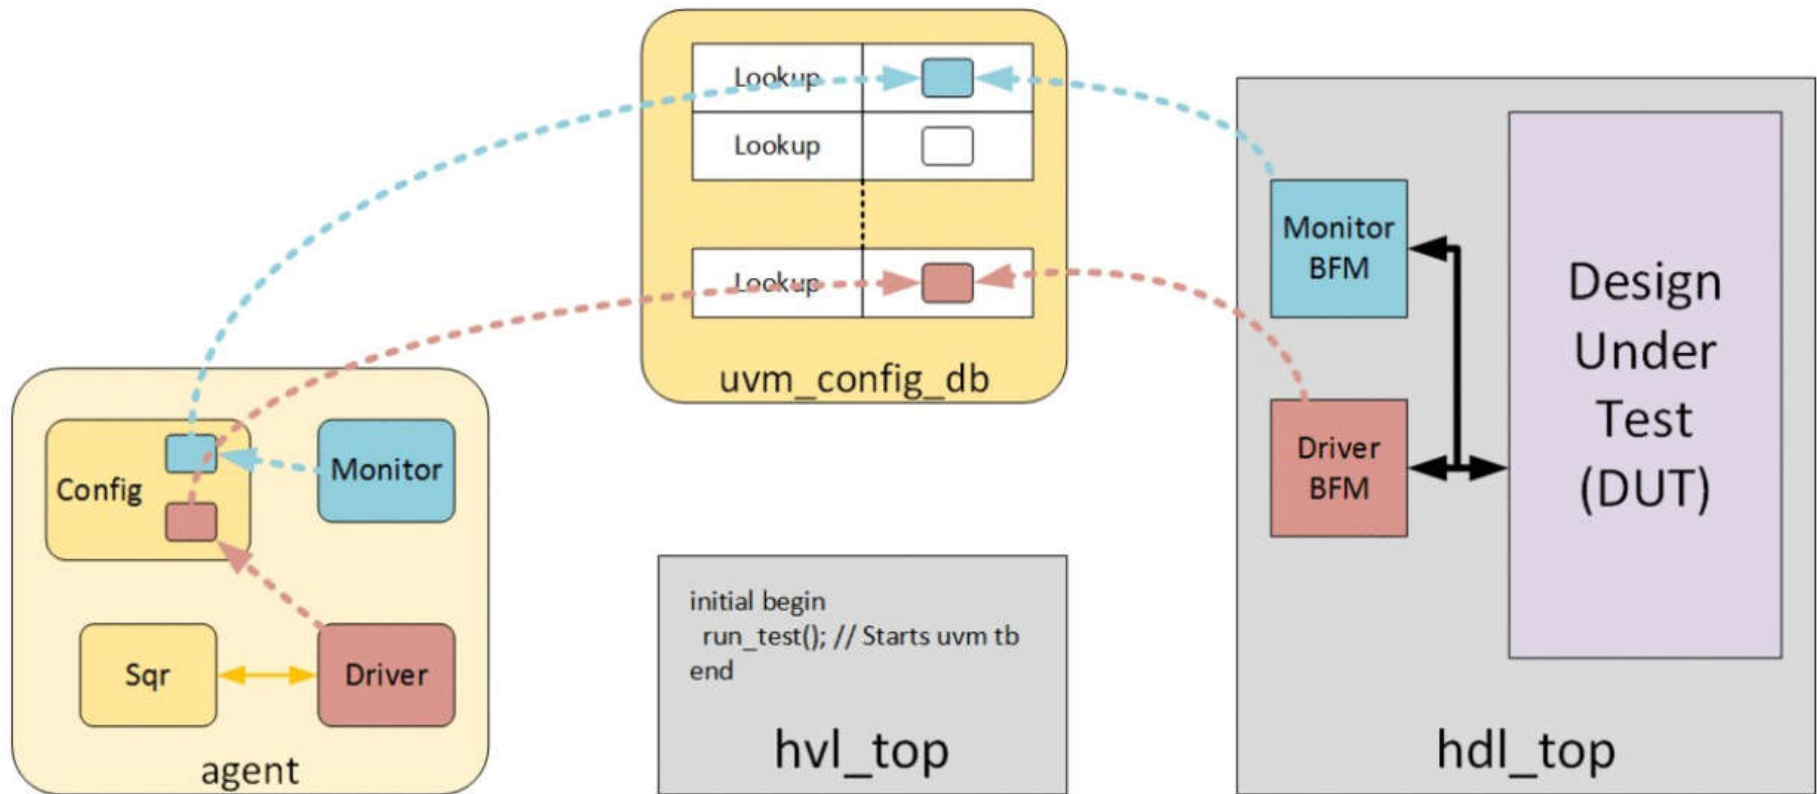 Lookup
Lookup
Lookup
uvm_config_db
Monitor
BFM
Driver
BFM
Design
Under
Test
(DUT)
hdl_top
Config
Monitor
Sqr
Driver
agent
initial begin
run_test(); // Starts uvm tb
end
hvl_top